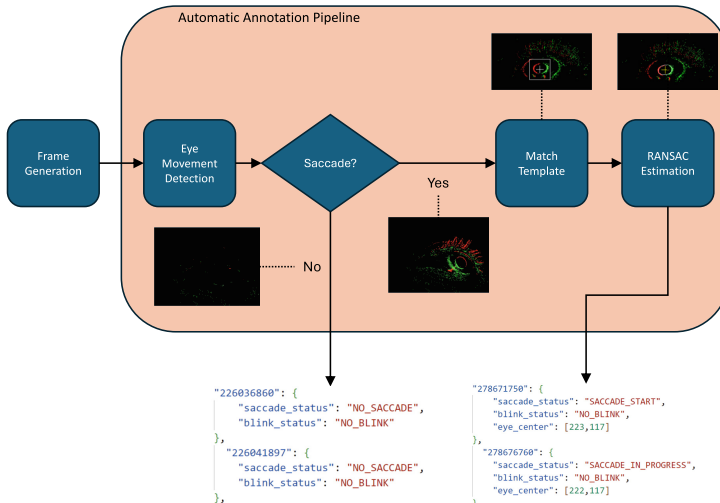 Automatic Annotation Pipeline
Frame
Generation
Eye
Movement
Detection
Saccade?
Match
Template
RANSAC
Estimation
Yes
No
"226036860": {
"saccade_status": "NO_SACCADE",
"blink_status": "NO_BLINK"
},
"226041897": {
"saccade_status": "NO_SACCADE",
"blink_status": "NO_BLINK"
},
"278671750": {
"saccade_status": "SACCADE_START",
"blink_status": "NO_BLINK",
"eye_center": [223,117]
},
"278676760": {
"saccade_status": "SACCADE_IN_PROGRESS",
"blink_status": "NO_BLINK",
"eye_center": [222,117]
}